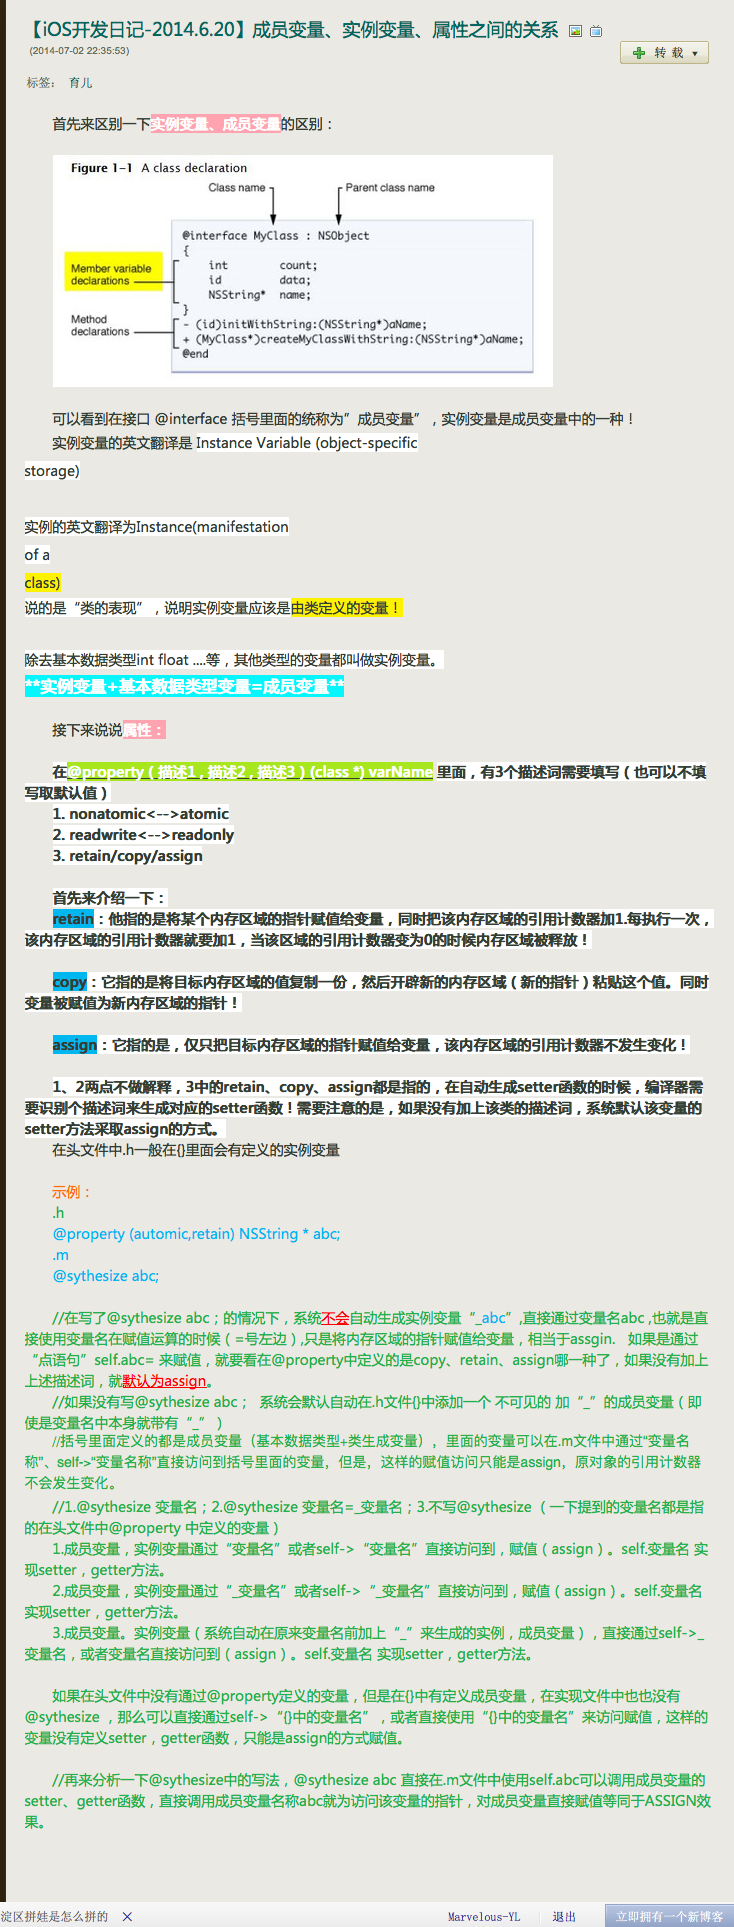 【iOS开发日记-2014.6.20】成员变量、实例变量、属性之间的关系
(2014-07-02 22:35:53)
转 载
标签： 育儿
首先来区别一下实例变量、成员变量的区别：
Figure 1-1 A class declaration
Class name
Parent class name
@interface MyClass : NSObject
{
Member variable
declarations
int count;
id data;
NSString* name;
}
Method
declarations
- (id)initWithString:(NSString*)aName;
+ (MyClass*)createMyClassWithString:(NSString*)aName;
@end
可以看到在接口 @interface 括号里面的统称为”成员变量”，实例变量是成员变量中的一种！
实例变量的英文翻译是 Instance Variable (object-specific
storage)
实例的英文翻译为Instance(manifestation
of a
class)
说的是“类的表现”，说明实例变量应该是由类定义的变量！
除去基本数据类型int float ....等，其他类型的变量都叫做实例变量。
**实例变量+基本数据类型变量=成员变量**
接下来说说属性：
在@property（描述1，描述2，描述3）(class *) varName 里面，有3个描述词需要填写（也可以不填
写取默认值）
1. nonatomic<-->atomic
2. readwrite<-->readonly
3. retain/copy/assign
首先来介绍一下：
retain：他指的是将某个内存区域的指针赋值给变量，同时把该内存区域的引用计数器加1.每执行一次，
该内存区域的引用计数器就要加1，当该区域的引用计数器变为0的时候内存区域被释放！
copy：它指的是将目标内存区域的值复制一份，然后开辟新的内存区域（新的指针）粘贴这个值。同时
变量被赋值为新内存区域的指针！
assign：它指的是，仅只把目标内存区域的指针赋值给变量，该内存区域的引用计数器不发生变化！
1、2两点不做解释，3中的retain、copy、assign都是指的，在自动生成setter函数的时候，编译器需
要识别个描述词来生成对应的setter函数！需要注意的是，如果没有加上该类的描述词，系统默认该变量的
setter方法采取assign的方式。
在头文件中.h一般在{}里面会有定义的实例变量
示例：
.h
@property (automic,retain) NSString * abc;
.m
@sythesize abc;
//在写了@sythesize abc；的情况下，系统不会自动生成实例变量“_abc”,直接通过变量名abc ,也就是直
接使用变量名在赋值运算的时候（=号左边）,只是将内存区域的指针赋值给变量，相当于assgin. 如果是通过
“点语句”self.abc= 来赋值，就要看在@property中定义的是copy、retain、assign哪一种了，如果没有加上
上述描述词，就默认为assign。
//如果没有写@sythesize abc； 系统会默认自动在.h文件{}中添加一个 不可见的 加“_”的成员变量（即
使是变量名中本身就带有“_”）
//括号里面定义的都是成员变量（基本数据类型+类生成变量），里面的变量可以在.m文件中通过“变量名
称”、self->“变量名称”直接访问到括号里面的变量，但是，这样的赋值访问只能是assign，原对象的引用计数器
不会发生变化。
//1.@sythesize 变量名；2.@sythesize 变量名=_变量名；3.不写@sythesize （一下提到的变量名都是指
的在头文件中@property 中定义的变量）
1.成员变量，实例变量通过“变量名”或者self->“变量名”直接访问到，赋值（assign）。self.变量名 实
现setter，getter方法。
2.成员变量，实例变量通过“_变量名”或者self->“_变量名”直接访问到，赋值（assign）。self.变量名
实现setter，getter方法。
3.成员变量。实例变量（系统自动在原来变量名前加上“_”来生成的实例，成员变量），直接通过self->_
变量名，或者变量名直接访问到（assign）。self.变量名 实现setter，getter方法。
如果在头文件中没有通过@property定义的变量，但是在{}中有定义成员变量，在实现文件中也也没有
@sythesize ，那么可以直接通过self->“{}中的变量名”，或者直接使用“{}中的变量名”来访问赋值，这样的
变量没有定义setter，getter函数，只能是assign的方式赋值。
//再来分析一下@sythesize中的写法，@sythesize abc 直接在.m文件中使用self.abc可以调用成员变量的
setter、getter函数，直接调用成员变量名称abc就为访问该变量的指针，对成员变量直接赋值等同于ASSIGN效
果。
淀区拼娃是怎么拼的
Marvelous-YL 退出 立即拥有一个新博客